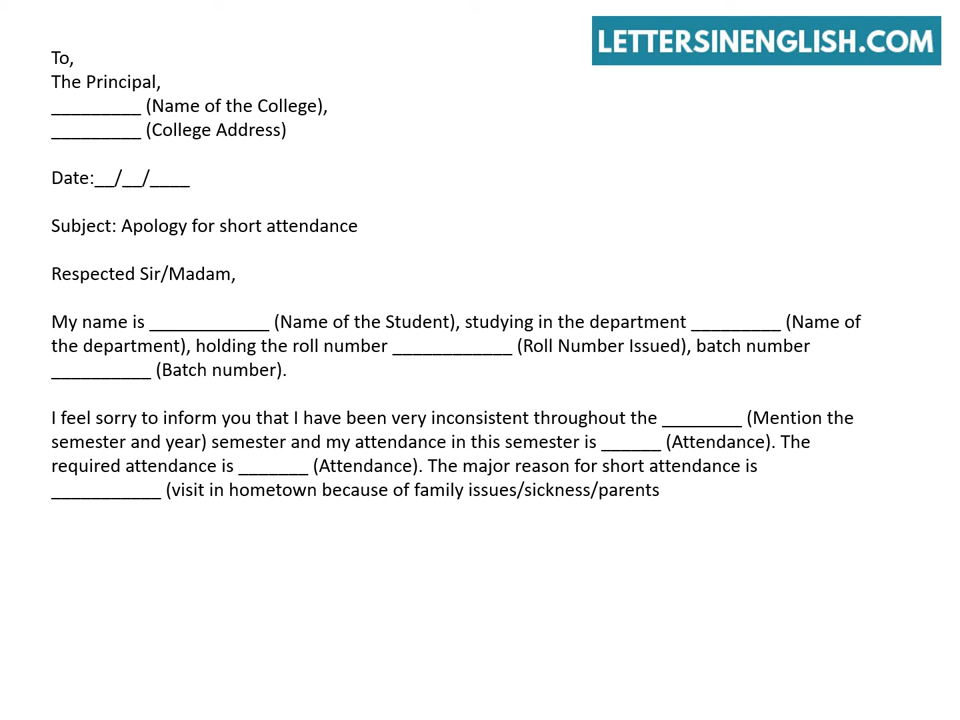 LETTERSINENGLISH.COM
To,
The Principal,
_________ (Name of the College),
_________ (College Address)
Date:__/__/____
Subject: Apology for short attendance
Respected Sir/Madam,
My name is ____________ (Name of the Student), studying in the department _________ (Name of
the department), holding the roll number ____________ (Roll Number Issued), batch number
__________ (Batch number).
I feel sorry to inform you that I have been very inconsistent throughout the ________ (Mention the
semester and year) semester and my attendance in this semester is ______ (Attendance). The
required attendance is _______ (Attendance). The major reason for short attendance is
___________ (visit in hometown because of family issues/sickness/parents